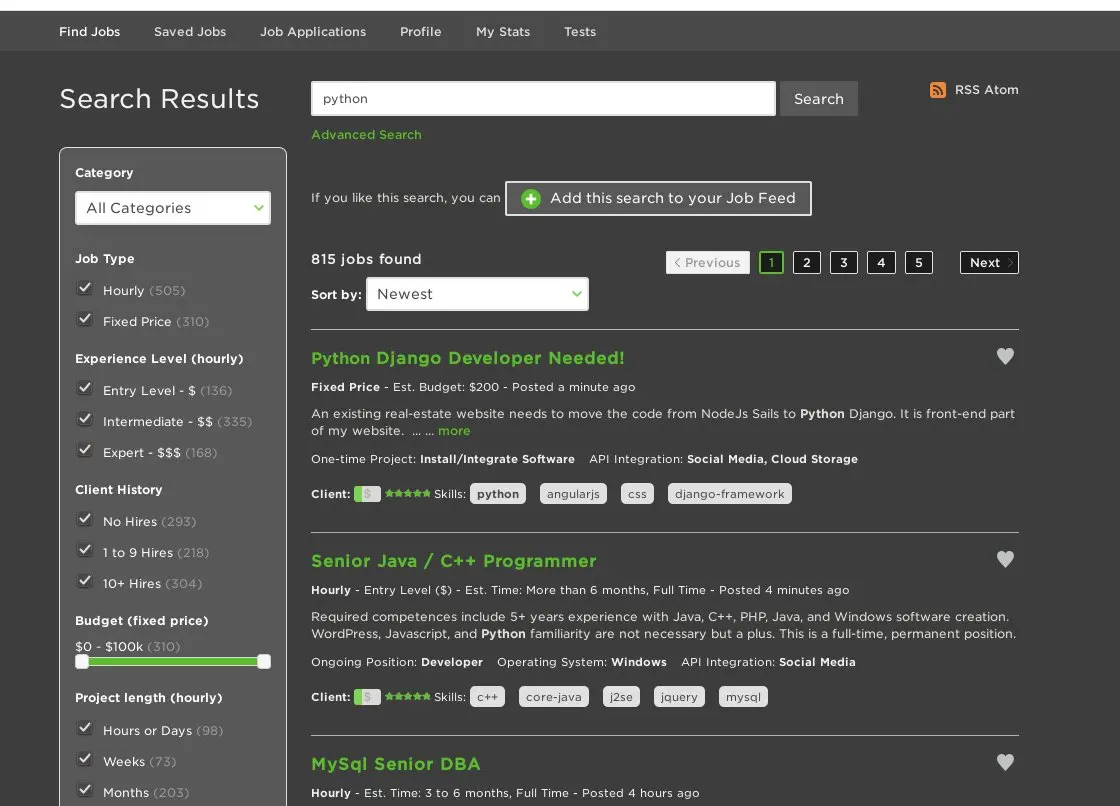 Find Jobs Saved Jobs Job Applications Profile My Stats Tests
Search Results
python
Search
RSS Atom
Advanced Search
Category
All Categories
Job Type
Hourly (505)
Fixed Price (310)
Experience Level (hourly)
Entry Level - $ (136)
Intermediate - $$ (335)
Expert - $$$ (168)
Client History
No Hires (293)
1 to 9 Hires (218)
10+ Hires (304)
Budget (fixed price)
$0 - $100k (310)
Project length (hourly)
Hours or Days (98)
Weeks (73)
Months (203)
If you like this search, you can Add this search to your Job Feed
815 jobs found
Previous 1 2 3 4 5 Next
Sort by: Newest
Python Django Developer Needed!
Fixed Price - Est. Budget: $200 - Posted a minute ago
An existing real-estate website needs to move the code from NodeJs Sails to Python Django. It is front-end part
of my website. ... ... more
One-time Project: Install/Integrate Software API Integration: Social Media, Cloud Storage
Client: $ Skills: python angularjs css django-framework
Senior Java / C++ Programmer
Hourly - Entry Level ($) - Est. Time: More than 6 months, Full Time - Posted 4 minutes ago
Required competences include 5+ years experience with Java, C++, PHP, Java, and Windows software creation.
WordPress, Javascript, and Python familiarity are not necessary but a plus. This is a full-time, permanent position.
Ongoing Position: Developer Operating System: Windows API Integration: Social Media
Client: $ Skills: c++ core-java j2se jquery mysql
MySql Senior DBA
Hourly - Est. Time: 3 to 6 months, Full Time - Posted 4 hours ago